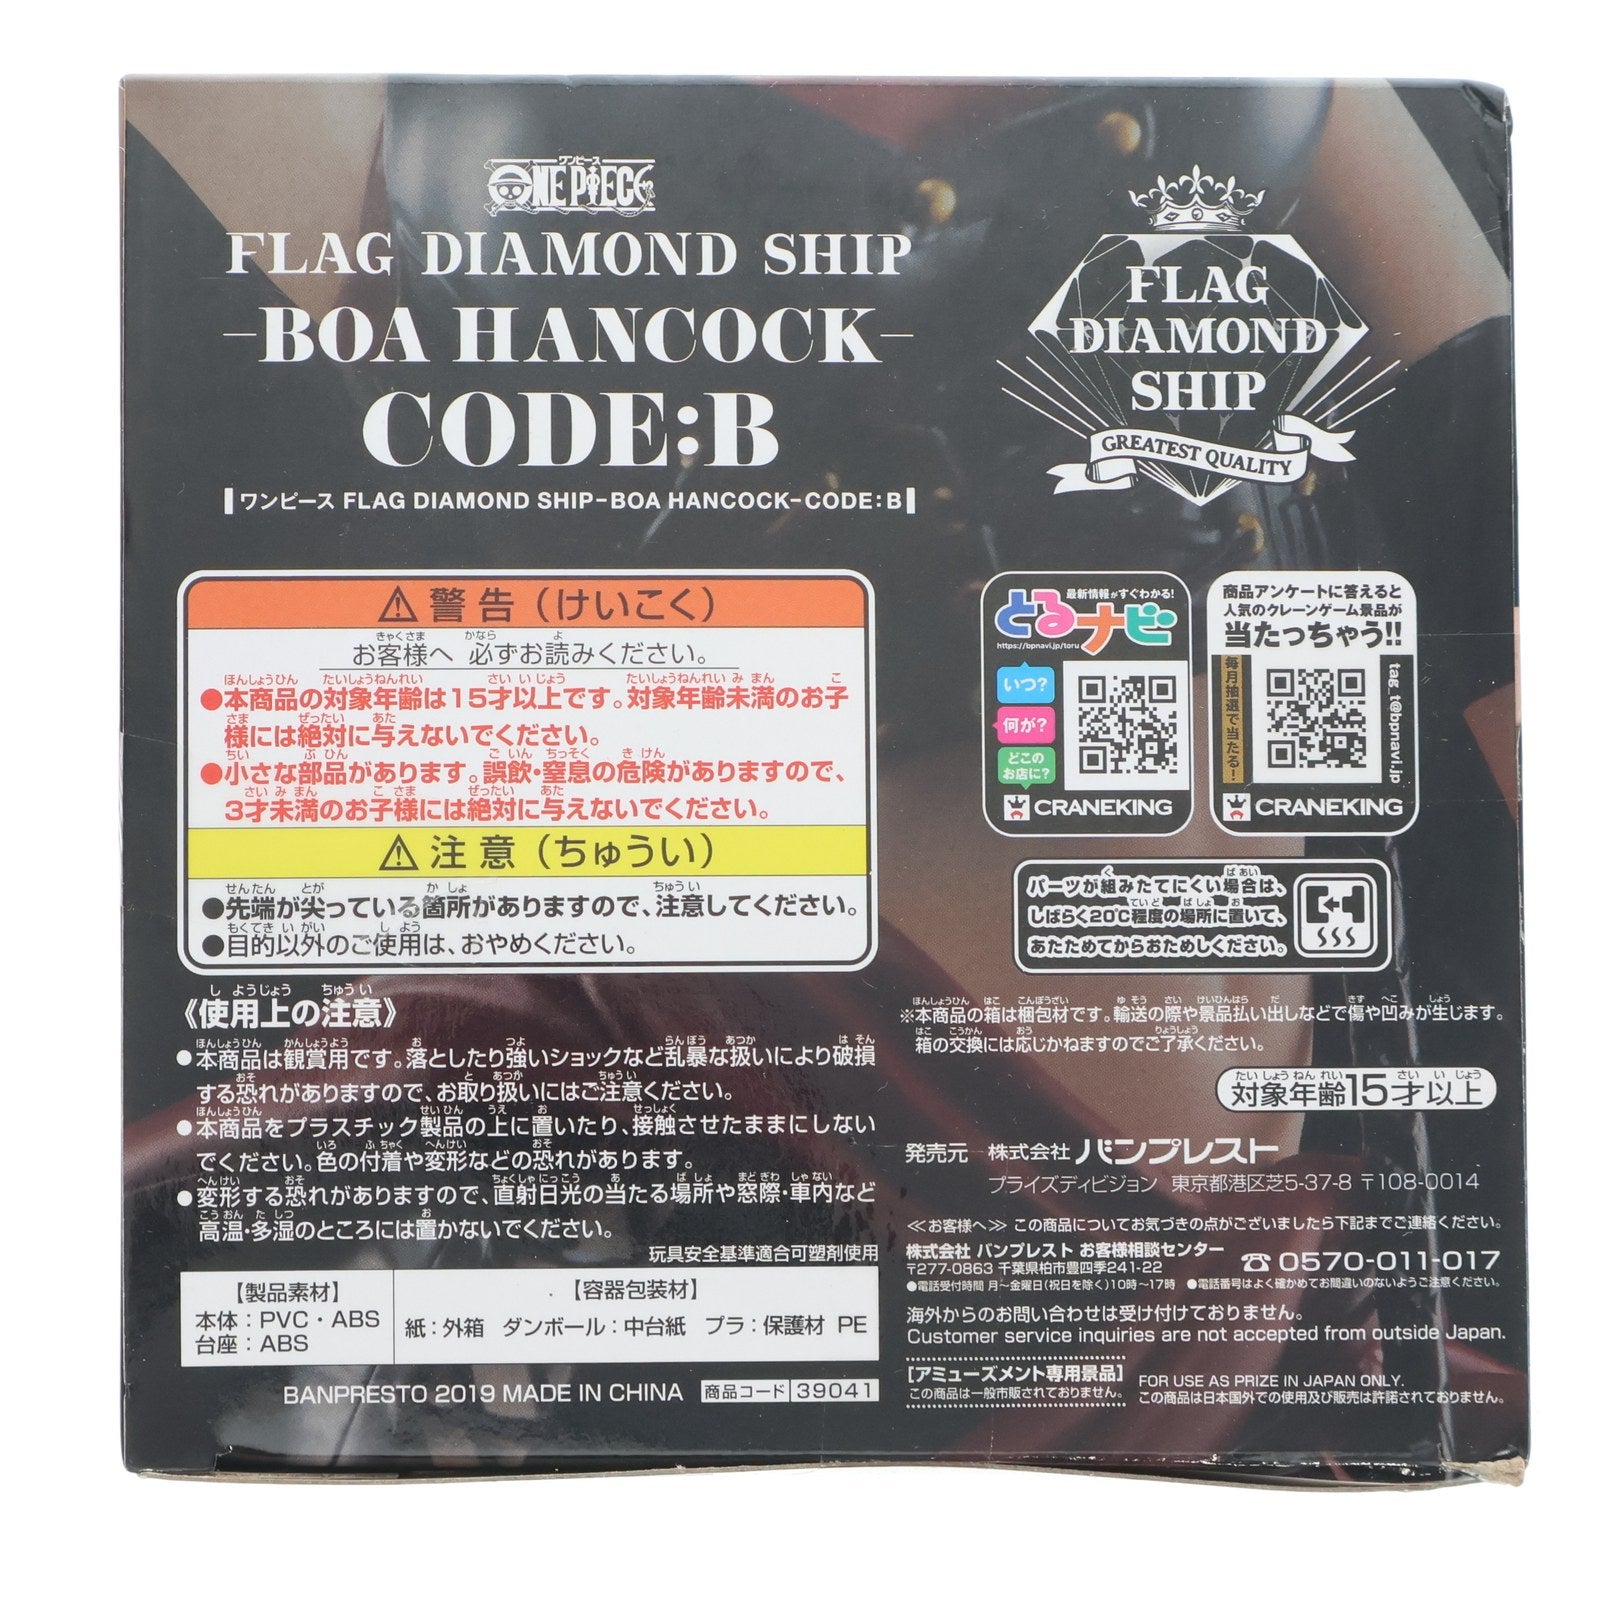 ワンピース
ONE PIECE
FLAG DIAMOND SHIP
-BOA HANCOCK-
CODE:B
ワンピース FLAG DIAMOND SHIP-BOA HANCOCK-CODE:B
FLAG
DIAMOND
SHIP
GREATEST QUALITY
⚠警告（けいこく）
お客様へ 必ずお読みください。
●本商品の対象年齢は15才以上です。対象年齢未満のお子
様には絶対に与えないでください。
●小さな部品があります。誤飲・窒息の危険がありますので、
3才未満のお子様には絶対に与えないでください。
⚠注意（ちゅうい）
●先端が尖っている箇所がありますので、注意してください。
●目的以外のご使用は、おやめください。
《使用上の注意》
●本商品は観賞用です。落としたり強いショックなど乱暴な扱いにより破損
する恐れがありますので、お取り扱いにはご注意ください。
●本商品をプラスチック製品の上に置いたり、接触させたままにしない
でください。色の付着や変形などの恐れがあります。
●変形する恐れがありますので、直射日光の当たる場所や窓際・車内など
高温・多湿のところには置かないでください。
玩具安全基準適合可塑剤使用
【製品素材】
本体：PVC・ABS
台座：ABS
【容器包装材】
紙：外箱 ダンボール：中台紙 プラ：保護材 PE
BANPRESTO 2019 MADE IN CHINA 商品コード 39041
最新情報がすぐわかる!
とるナビ
https://bpnavi.jp/toru
いつ?
何が?
どこの
お店に?
CRANEKING
商品アンケートに答えると
人気のクレーンゲーム景品が
当たっちゃう!!
毎月抽選で当たる!
tag_t@bpnavi.jp
CRANEKING
パーツが組みたてにくい場合は、
しばらく20℃程度の場所に置いて、
あたためてからおためしください。
※本商品の箱は梱包材です。輸送の際や景品払い出しなどで傷や凹みが生じます。
箱の交換には応じかねますのでご了承ください。
対象年齢15才以上
発売元 株式会社 バンプレスト
プライズディビジョン 東京都港区芝5-37-8 〒108-0014
≪お客様へ≫ この商品についてお気づきの点がございましたら下記までご連絡ください。
株式会社 バンプレスト お客様相談センター
〒277-0863 千葉県柏市豊四季241-22
☎0570-011-017
●電話受付時間 月〜金曜日(祝日を除く)10時〜17時 ●電話番号はよく確かめてお間違いのないようご注意ください。
海外からのお問い合わせは受け付けておりません。
Customer service inquiries are not accepted from outside Japan.
[アミューズメント専用景品]
この商品は一般市販されておりません。
FOR USE AS PRIZE IN JAPAN ONLY.
この商品は日本国外での使用及び販売は許諾されておりません。